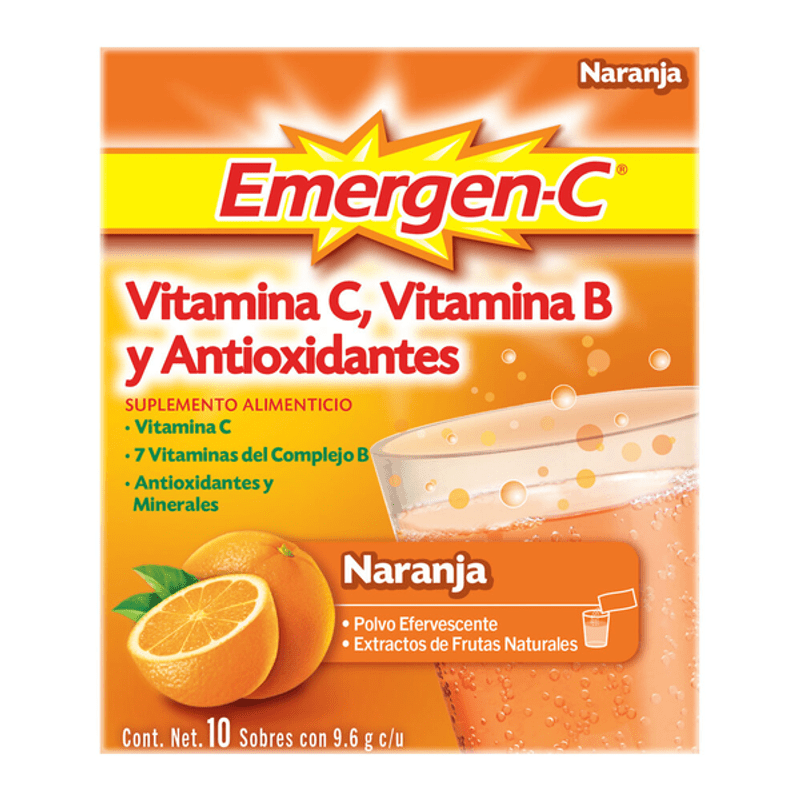 Naranja
Emergen-C®
Vitamina C, Vitamina B
y Antioxidantes
SUPLEMENTO ALIMENTICIO
• Vitamina C
• 7 Vitaminas del Complejo B
• Antioxidantes y
Minerales
Naranja
• Polvo Efervescente
• Extractos de Frutas Naturales
Cont. Net. 10 Sobres con 9.6 g c/u